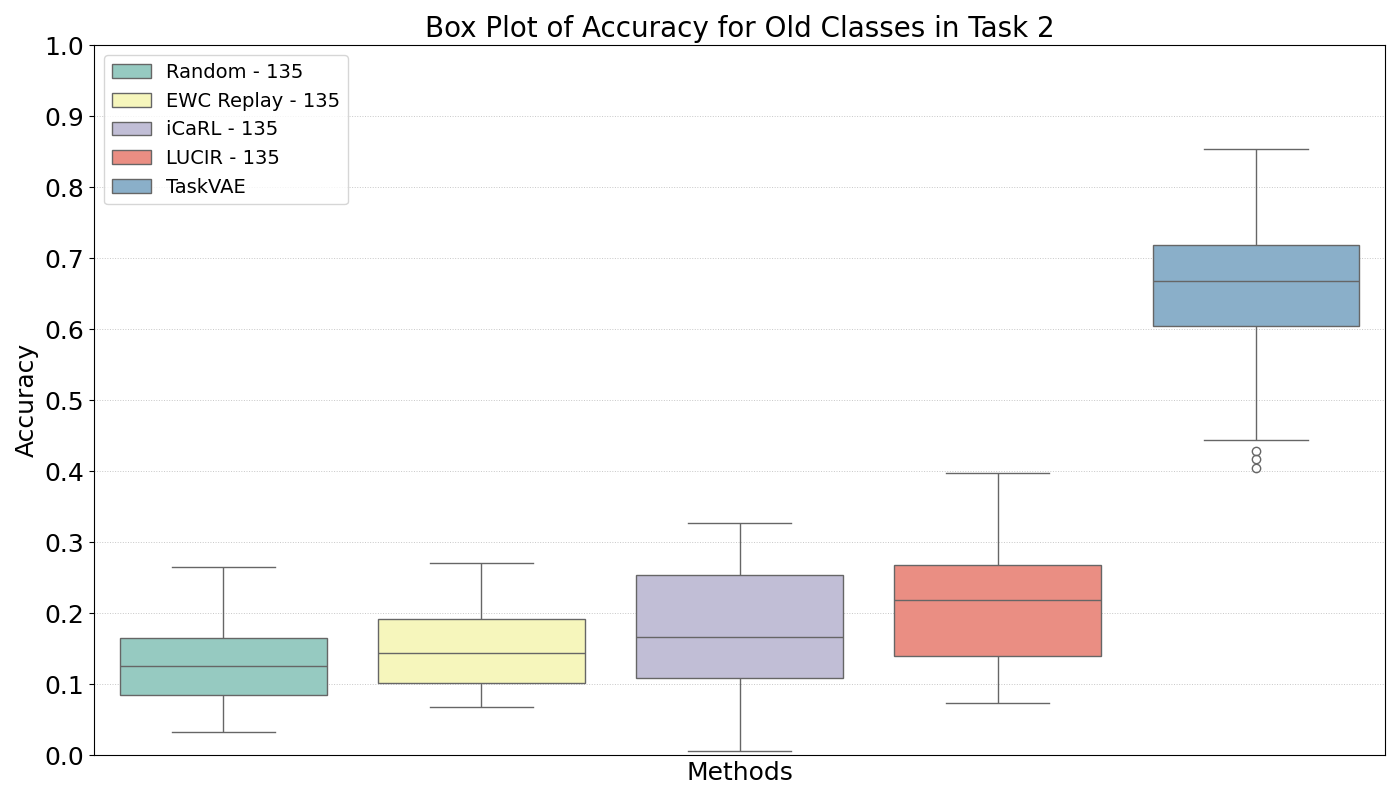 Box Plot of Accuracy for Old Classes in Task 2
1.0
0.9
0.8
0.7
0.6
0.5
0.4
0.3
0.2
0.1
0.0
Accuracy
Random - 135
EWC Replay - 135
iCaRL - 135
LUCIR - 135
TaskVAE
Methods